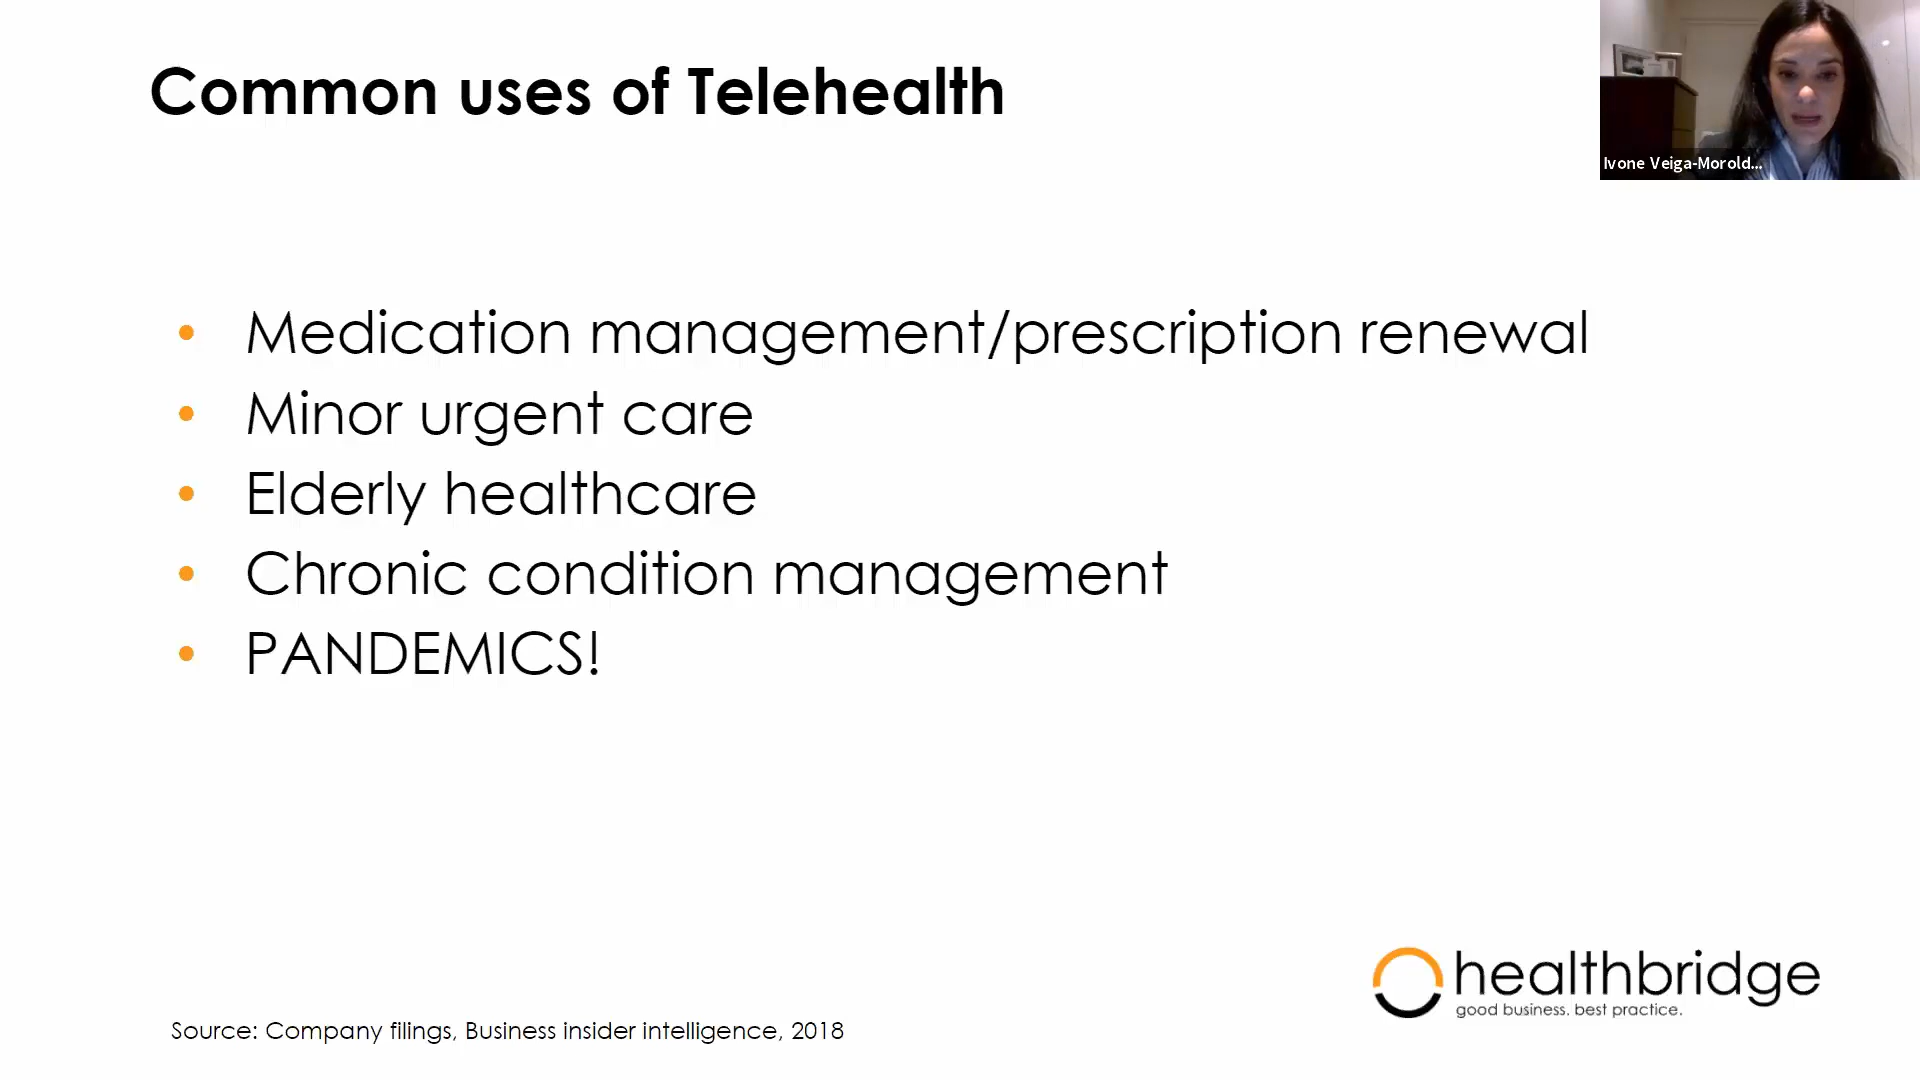 Common uses of Telehealth
Ivone Veiga-Morold...
• Medication management/prescription renewal
• Minor urgent care
• Elderly healthcare
• Chronic condition management
• PANDEMICS!
healthbridge
good business. best practice.
Source: Company filings, Business insider intelligence, 2018